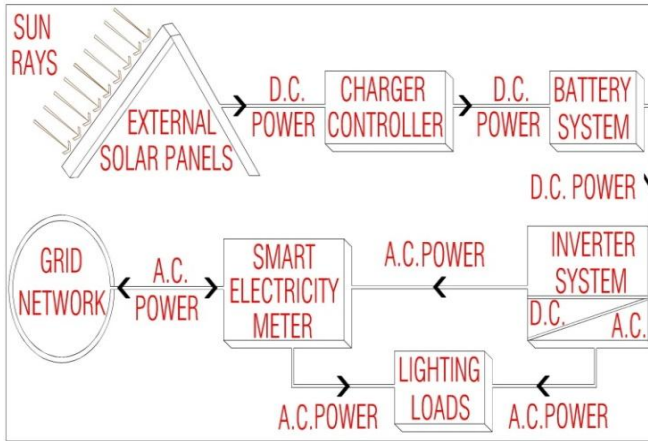 SUN
RAYS
EXTERNAL
SOLAR PANELS
D.C.
POWER
CHARGER
CONTROLLER
D.C.
POWER
BATTERY
SYSTEM
D.C. POWER
GRID
NETWORK
A.C.
POWER
SMART
ELECTRICITY
METER
A.C.POWER
INVERTER
SYSTEM
D.C.
A.C.
A.C.POWER
LIGHTING
LOADS
A.C.POWER